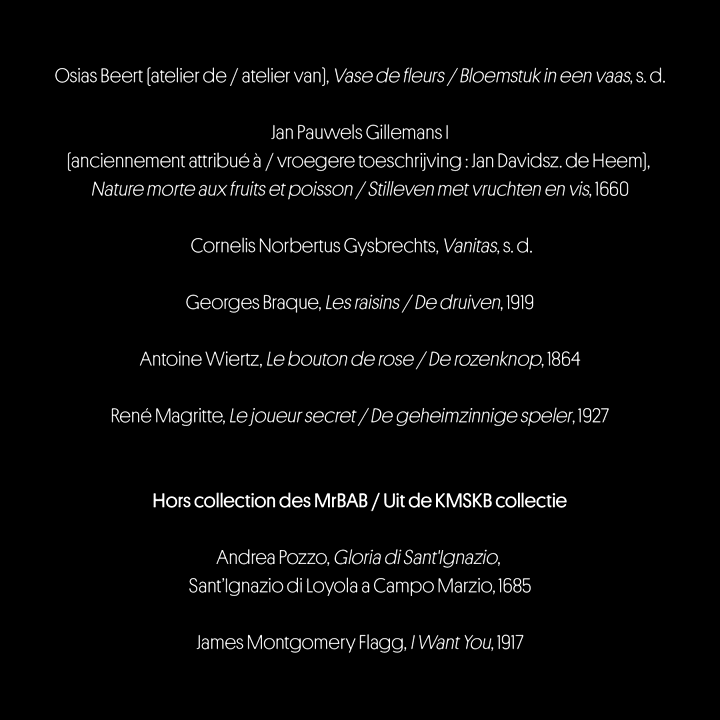 Osias Beert (atelier de / atelier van), Vase de fleurs / Bloemstuk in een vaas, s. d.
Jan Pauwels Gillemans I
(anciennement attribué à / vroegere toeschrijving : Jan Davidsz. de Heem),
Nature morte aux fruits et poisson / Stilleven met vruchten en vis, 1660
Cornelis Norbertus Gysbrechts, Vanitas, s. d.
Georges Braque, Les raisins / De druiven, 1919
Antoine Wiertz, Le bouton de rose / De rozenknop, 1864
René Magritte, Le joueur secret / De geheimzinnige speler, 1927
Hors collection des MrBAB / Uit de KMSKB collectie
Andrea Pozzo, Gloria di Sant'Ignazio,
Sant'Ignazio di Loyola a Campo Marzio, 1685
James Montgomery Flagg, I Want You, 1917